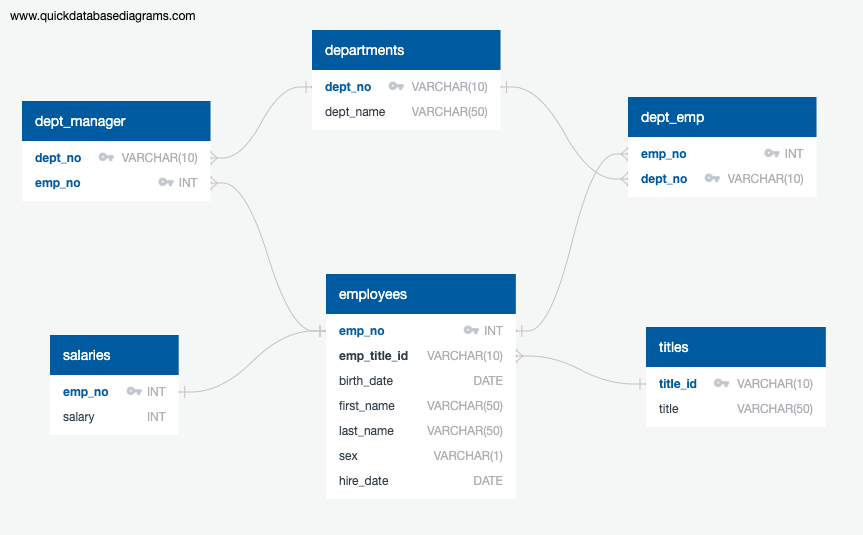 www.quickdatabasediagrams.com
departments
dept_no VARCHAR(10)
dept_name VARCHAR(50)
dept_manager
dept_no VARCHAR(10)
emp_no INT
dept_emp
emp_no INT
dept_no VARCHAR(10)
employees
emp_no INT
emp_title_id VARCHAR(10)
birth_date DATE
first_name VARCHAR(50)
last_name VARCHAR(50)
sex VARCHAR(1)
hire_date DATE
salaries
emp_no INT
salary INT
titles
title_id VARCHAR(10)
title VARCHAR(50)